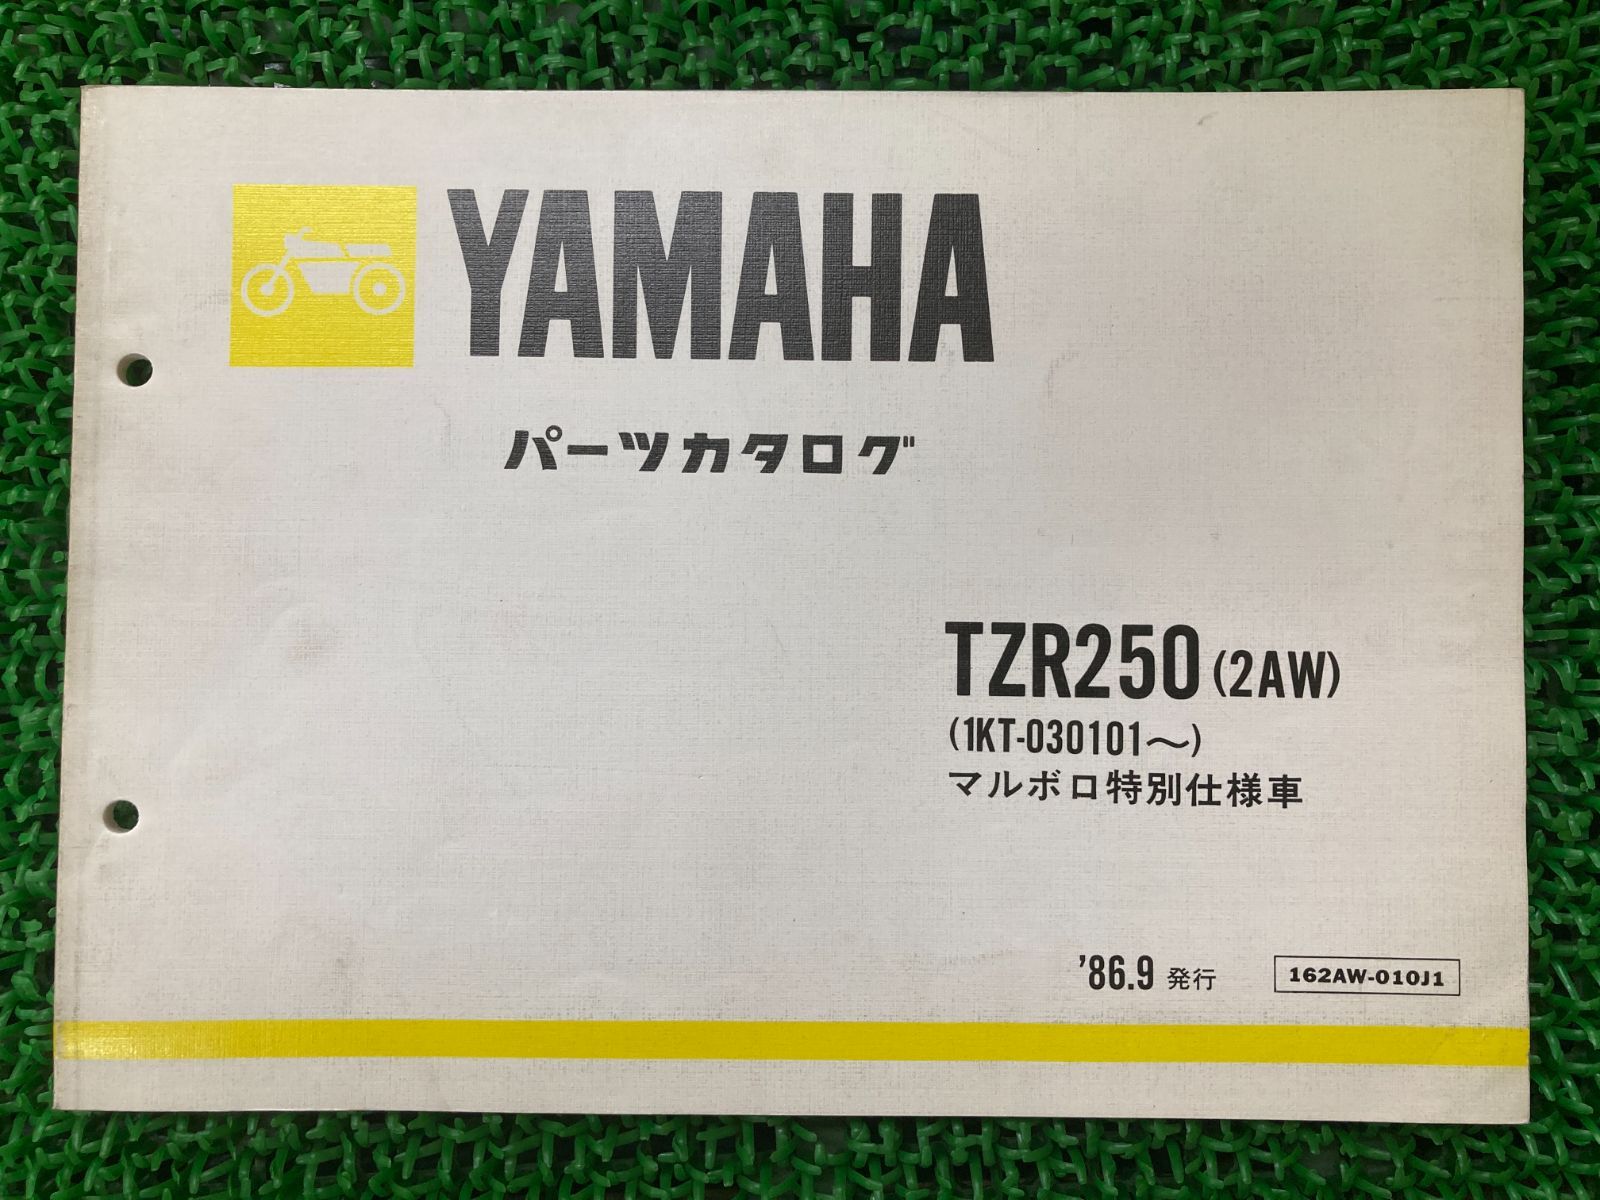 YAMAHA
パーツカタログ
TZR250 (2AW)
(1KT-030101～)
マルボロ特別仕様車
'86.9 発行
162AW-010J1